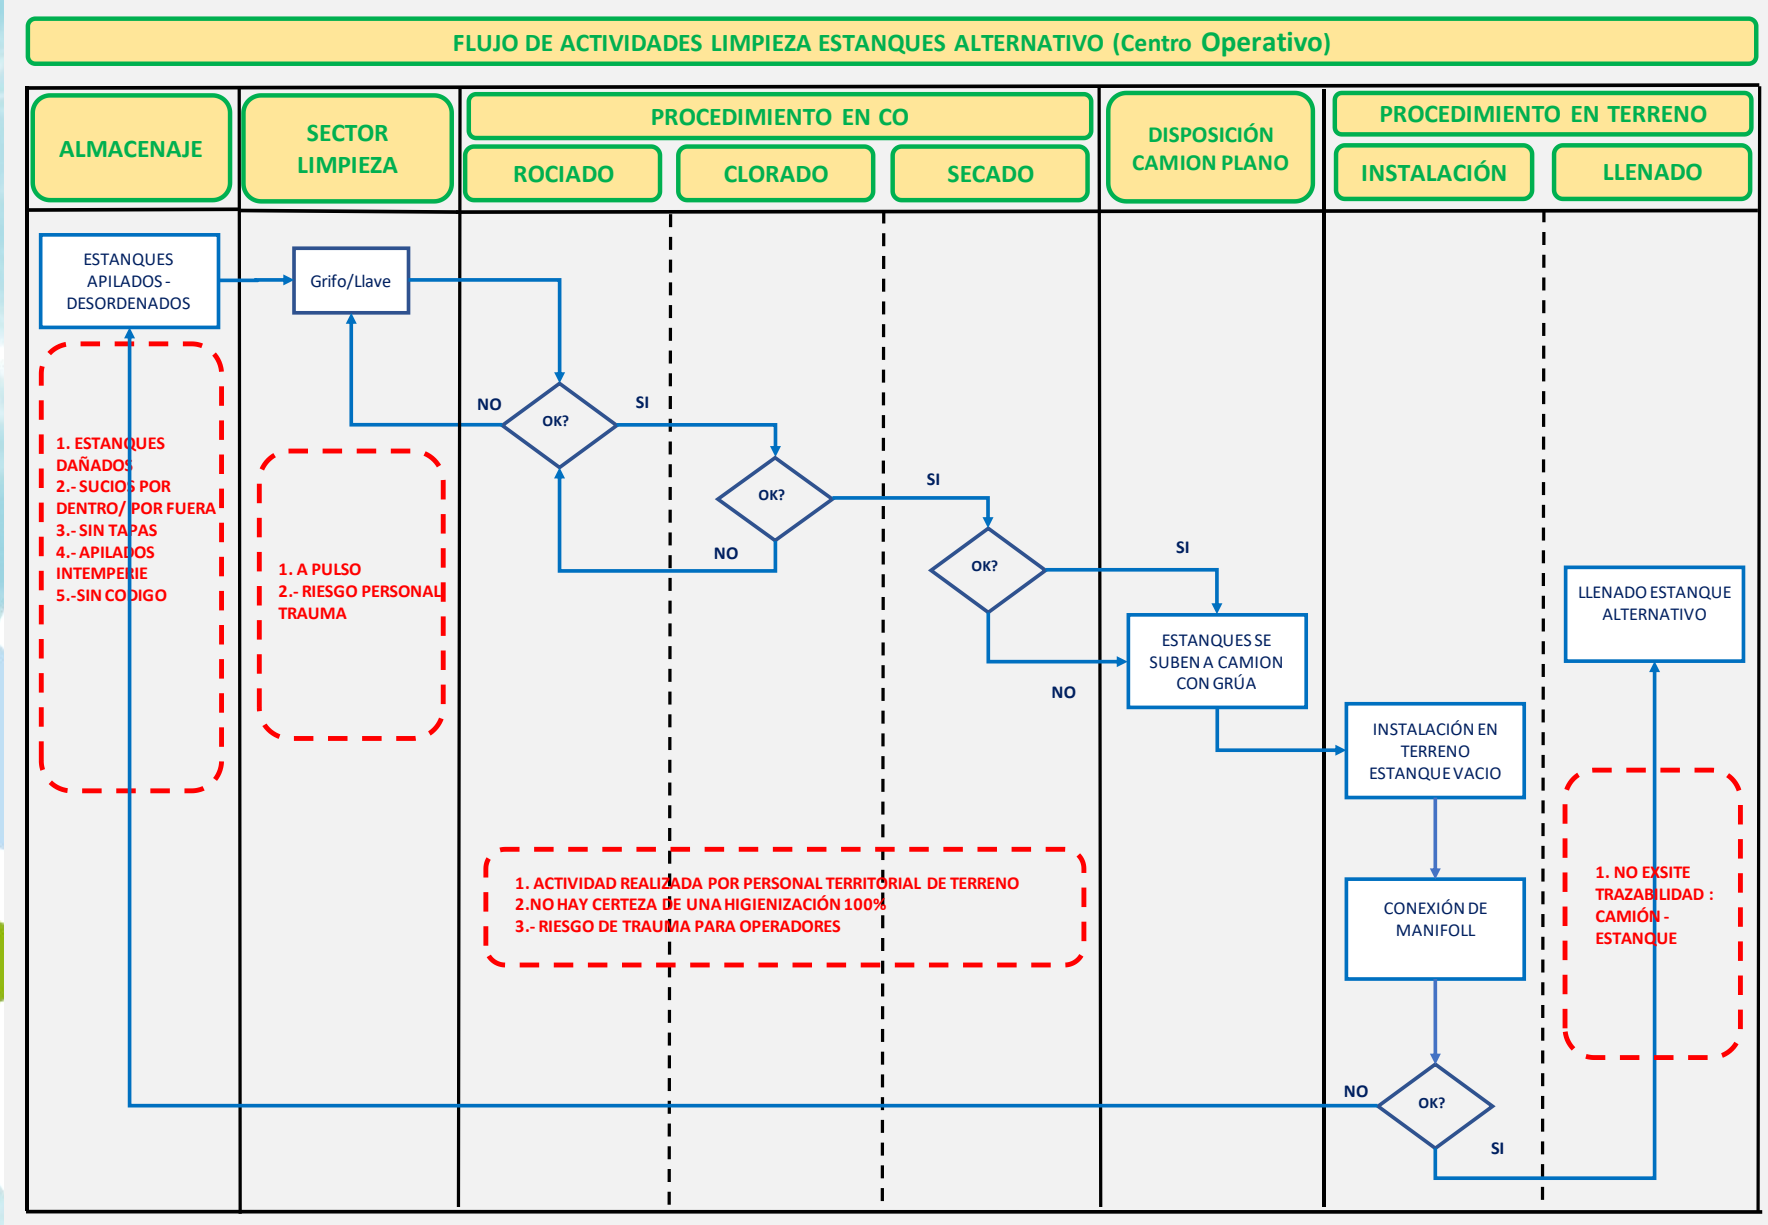 FLUJO DE ACTIVIDADES LIMPIEZA ESTANQUES ALTERNATIVO (Centro Operativo)
ALMACENAJE
SECTOR
LIMPIEZA
PROCEDIMIENTO EN CO
ROCIADO
CLORADO
SECADO
DISPOSICIÓN
CAMION PLANO
PROCEDIMIENTO EN TERRENO
INSTALACIÓN
LLENADO
ESTANQUES
APILADOS -
DESORDENADOS
Grifo/Llave
NO
OK?
SI
OK?
NO
SI
OK?
SI
NO
1. ESTANQUES
DAÑADOS
2.- SUCIOS POR
DENTRO/ POR FUERA
3.- SIN TAPAS
4.- APILADOS
INTEMPERIE
5.-SIN CODIGO
1. A PULSO
2.- RIESGO PERSONAL
TRAUMA
ESTANQUES SE
SUBEN A CAMION
CON GRÚA
LLENADO ESTANQUE
ALTERNATIVO
INSTALACIÓN EN
TERRENO
ESTANQUE VACIO
1. ACTIVIDAD REALIZADA POR PERSONAL TERRITORIAL DE TERRENO
2.NO HAY CERTEZA DE UNA HIGIENIZACIÓN 100%
3.- RIESGO DE TRAUMA PARA OPERADORES
CONEXIÓN DE
MANIFOLL
1. NO EXSITE
TRAZABILIDAD :
CAMIÓN -
ESTANQUE
NO
OK?
SI